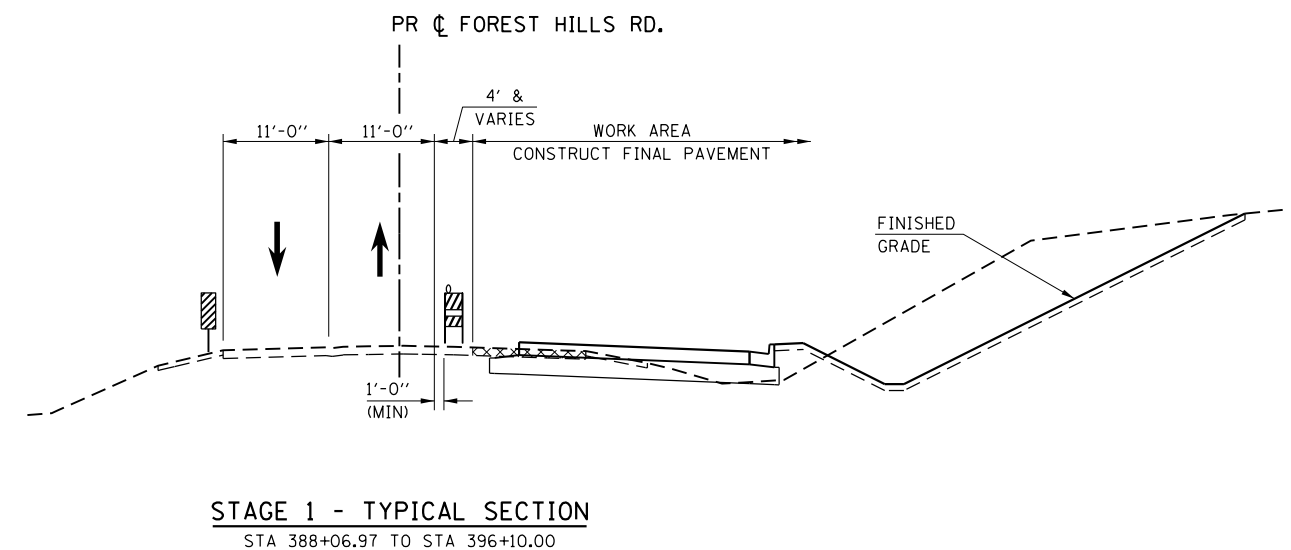 PR ℄ FOREST HILLS RD.
4' &
VARIES
11'-0''
11'-0''
WORK AREA
CONSTRUCT FINAL PAVEMENT
FINISHED
GRADE
1'-0''
(MIN)
STAGE 1 - TYPICAL SECTION
STA 388+06.97 TO STA 396+10.00